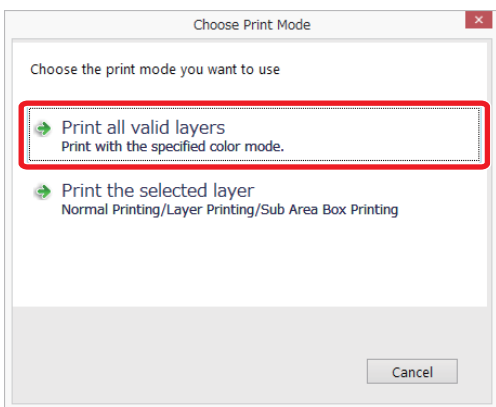 Choose Print Mode
Choose the print mode you want to use
Print all valid layers
Print with the specified color mode.
Print the selected layer
Normal Printing/Layer Printing/Sub Area Box Printing
Cancel